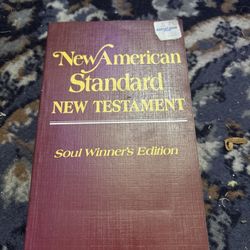 New American
Standard
NEW TESTAMENT
Soul Winner's Edition